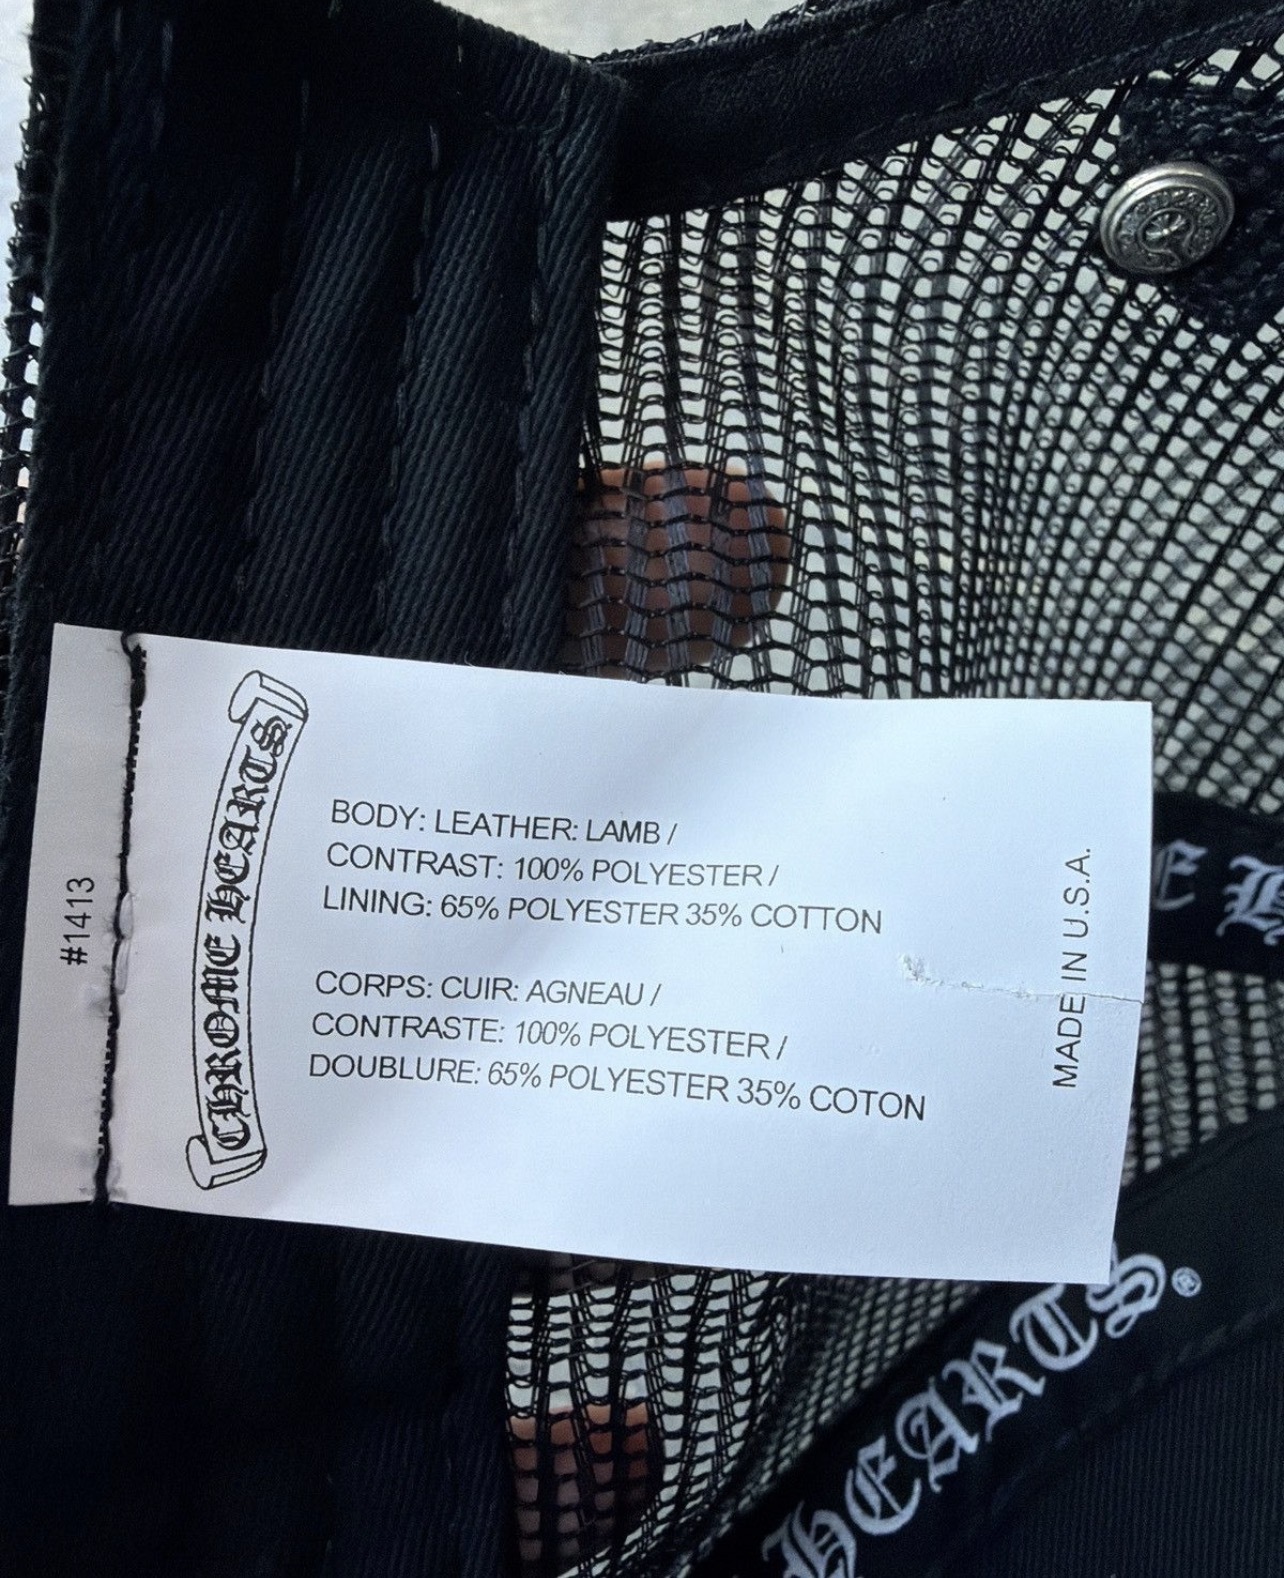 #1413
CHROME HEARTS
BODY: LEATHER: LAMB /
CONTRAST: 100% POLYESTER /
LINING: 65% POLYESTER 35% COTTON
CORPS: CUIR: AGNEAU /
CONTRASTE: 100% POLYESTER /
DOUBLURE: 65% POLYESTER 35% COTON
MADE IN U.S.A.
E H
HEARTS®